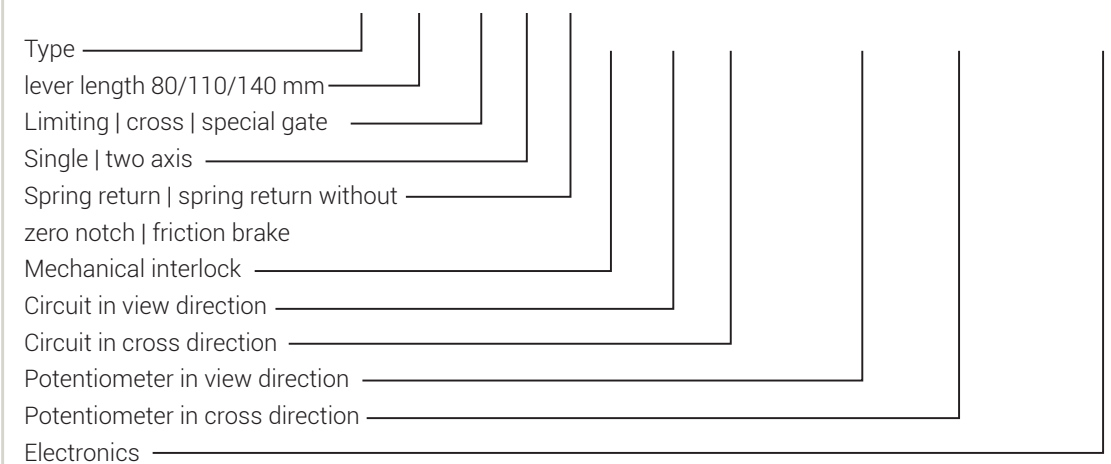 Type
lever length 80/110/140 mm
Limiting | cross | special gate
Single | two axis
Spring return | spring return without
zero notch | friction brake
Mechanical interlock
Circuit in view direction
Circuit in cross direction
Potentiometer in view direction
Potentiometer in cross direction
Electronics